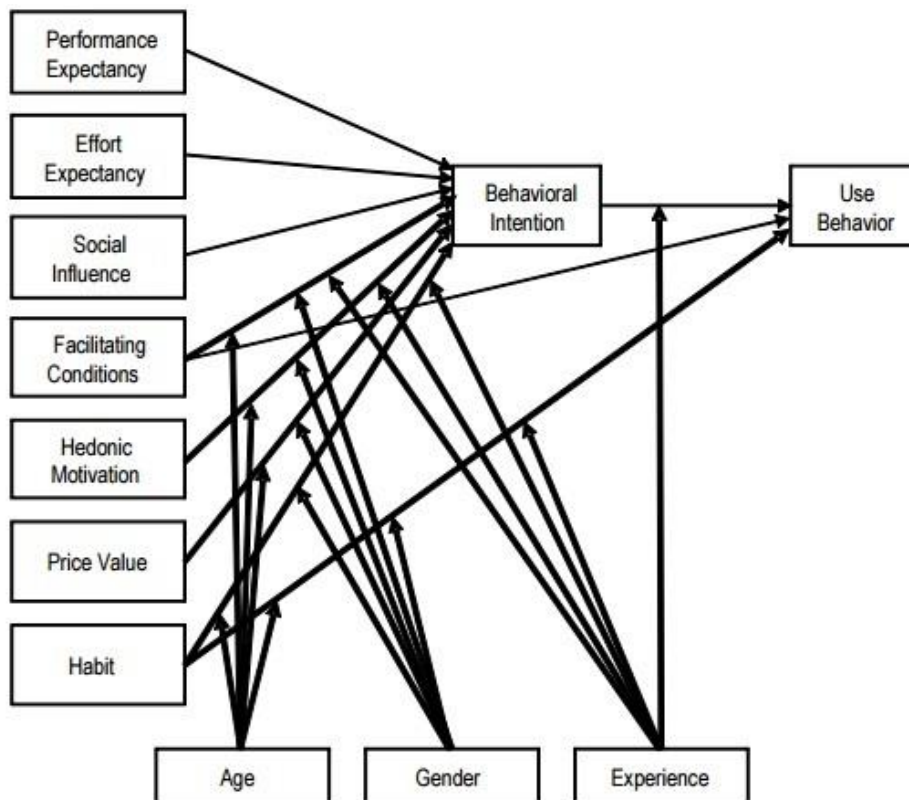 Performance
Expectancy
Effort
Expectancy
Social
Influence
Facilitating
Conditions
Hedonic
Motivation
Price Value
Habit
Behavioral
Intention
Use
Behavior
Age
Gender
Experience